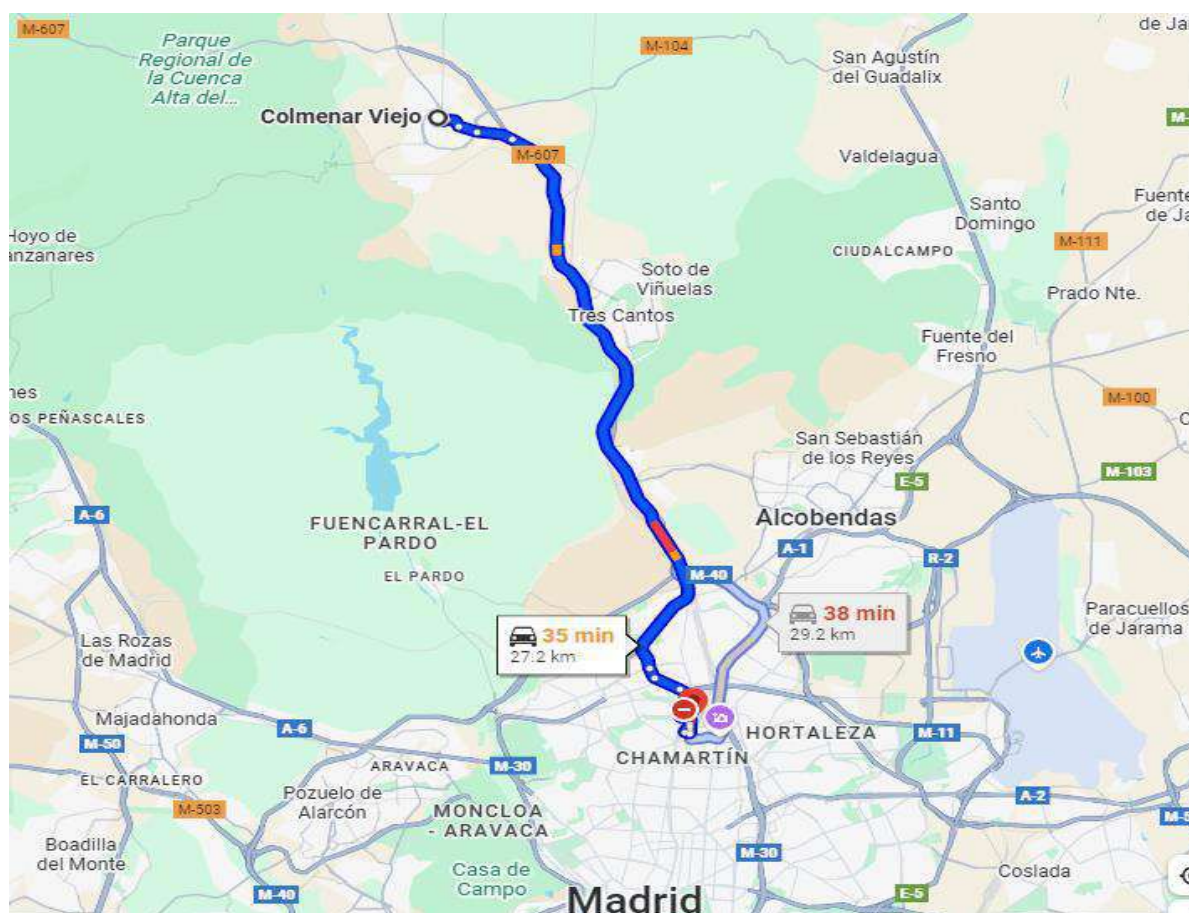 M-607
de Ja
Parque
Regional de
la Cuenca
Alta del...
M-104
San Agustín
del Guadalix
Colmenar Viejo
M-607
Valdelagua
Fuente
de Ja
Santo
Domingo
M-111
CIUDALCAMPO
Hoyo de
anzanares
Soto de
Viñuelas
Prado Nte.
Tres Cantos
Fuente del
Fresno
nes
OS PEÑASCALES
M-100
San Sebastián
de los Reyes
E-5
M-103
A-6
Alcobendas
FUENCARRAL-EL
PARDO
A-1
R-2
EL PARDO
M-40
38 min
29.2 km
Paracuellos
de Jarama
35 min
27.2 km
Las Rozas
de Madrid
Majadahonda
A-6
HORTALEZA
M-11
M-50
CHAMARTÍN
EL CARRALERO
ARAVACA
M-30
M-503
Pozuelo de
Alarcón
MONCLOA
- ARAVACA
A-2
M-5
Boadilla
del Monte
M-30
Casa de
Campo
Coslada
M-40
Madrid
E-5